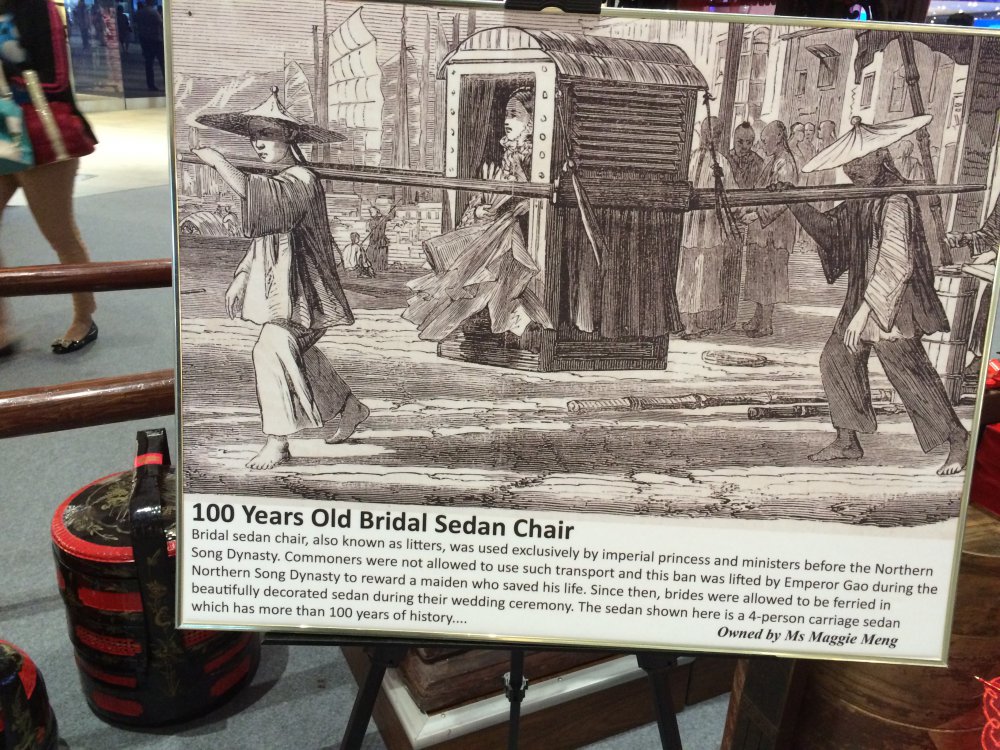 100 Years Old Bridal Sedan Chair
Bridal sedan chair, also known as litters, was used exclusively by imperial princess and ministers before the Northern
Song Dynasty. Commoners were not allowed to use such transport and this ban was lifted by Emperor Gao during the
Northern Song Dynasty to reward a maiden who saved his life. Since then, brides were allowed to be ferried in
beautifully decorated sedan during their wedding ceremony. The sedan shown here is a 4-person carriage sedan
which has more than 100 years of history....
Owned by Ms Maggie Meng